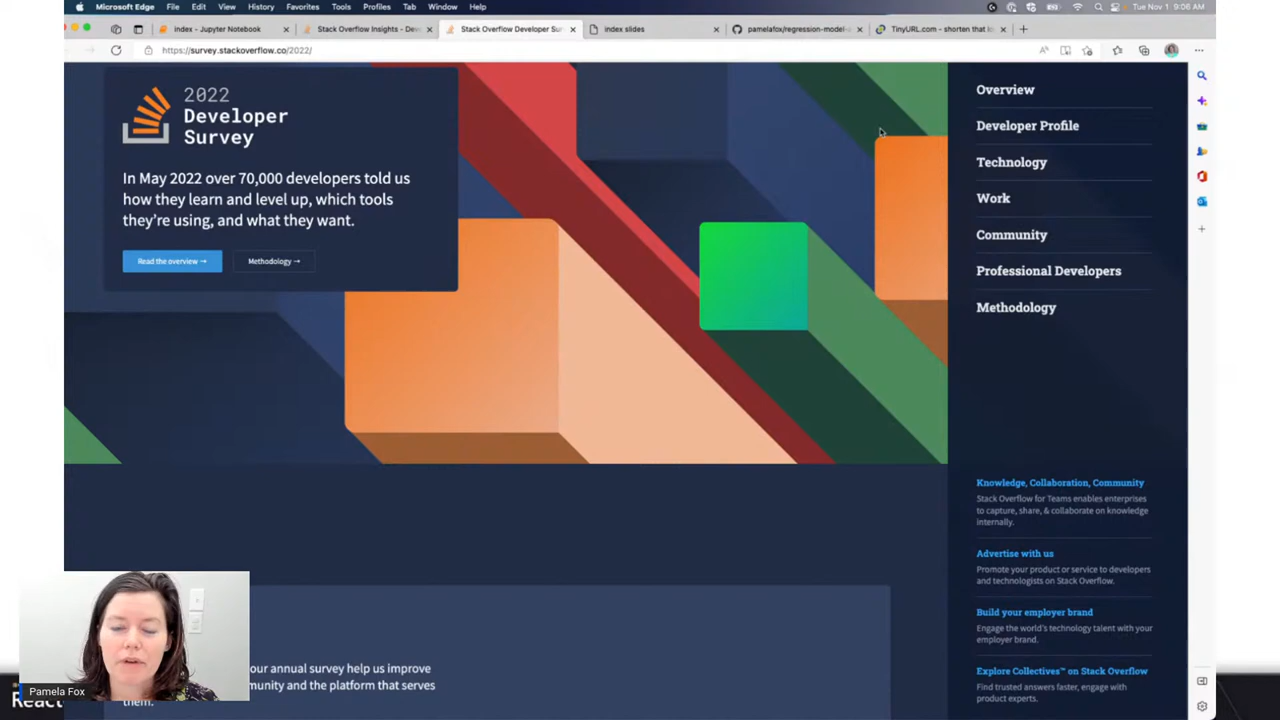 Microsoft Edge File Edit View History Favorites Tools Profiles Tab Window Help
Tue Nov 1 9:06 AM
index - Jupyter Notebook
Stack Overflow Insights - Deve
Stack Overflow Developer Sur
index slides
pamelafox/regression-model-
TinyURL.com - shorten that lo
https://survey.stackoverflow.co/2022/
2022
Developer
Survey
In May 2022 over 70,000 developers told us
how they learn and level up, which tools
they're using, and what they want.
Read the overview →
Methodology →
Overview
Developer Profile
Technology
Work
Community
Professional Developers
Methodology
Knowledge, Collaboration, Community
Stack Overflow for Teams enables enterprises
to capture, share, & collaborate on knowledge
internally.
Advertise with us
Promote your product or service to developers
and technologists on Stack Overflow.
Build your employer brand
Engage the world's technology talent with your
employer brand.
Explore Collectives™ on Stack Overflow
Find trusted answers faster, engage with
product experts.
our annual survey help us improve
munity and the platform that serves
them.
Pamela Fox
React